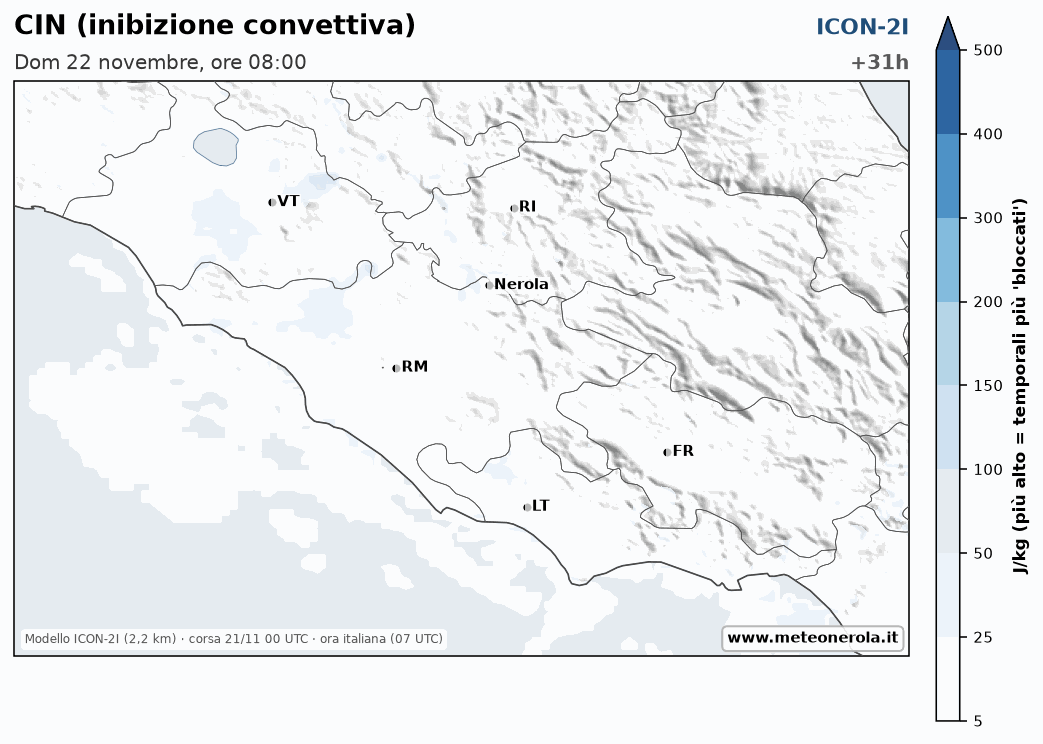 CIN (inibizione convettiva)
ICON-2I
Dom 22 novembre, ore 08:00
+31h
500
400
300
200
150
100
50
25
5
J/kg (più alto = temporali più 'bloccati')
VT
RI
Nerola
RM
FR
LT
Modello ICON-2I (2,2 km) · corsa 21/11 00 UTC · ora italiana (07 UTC)
www.meteonerola.it